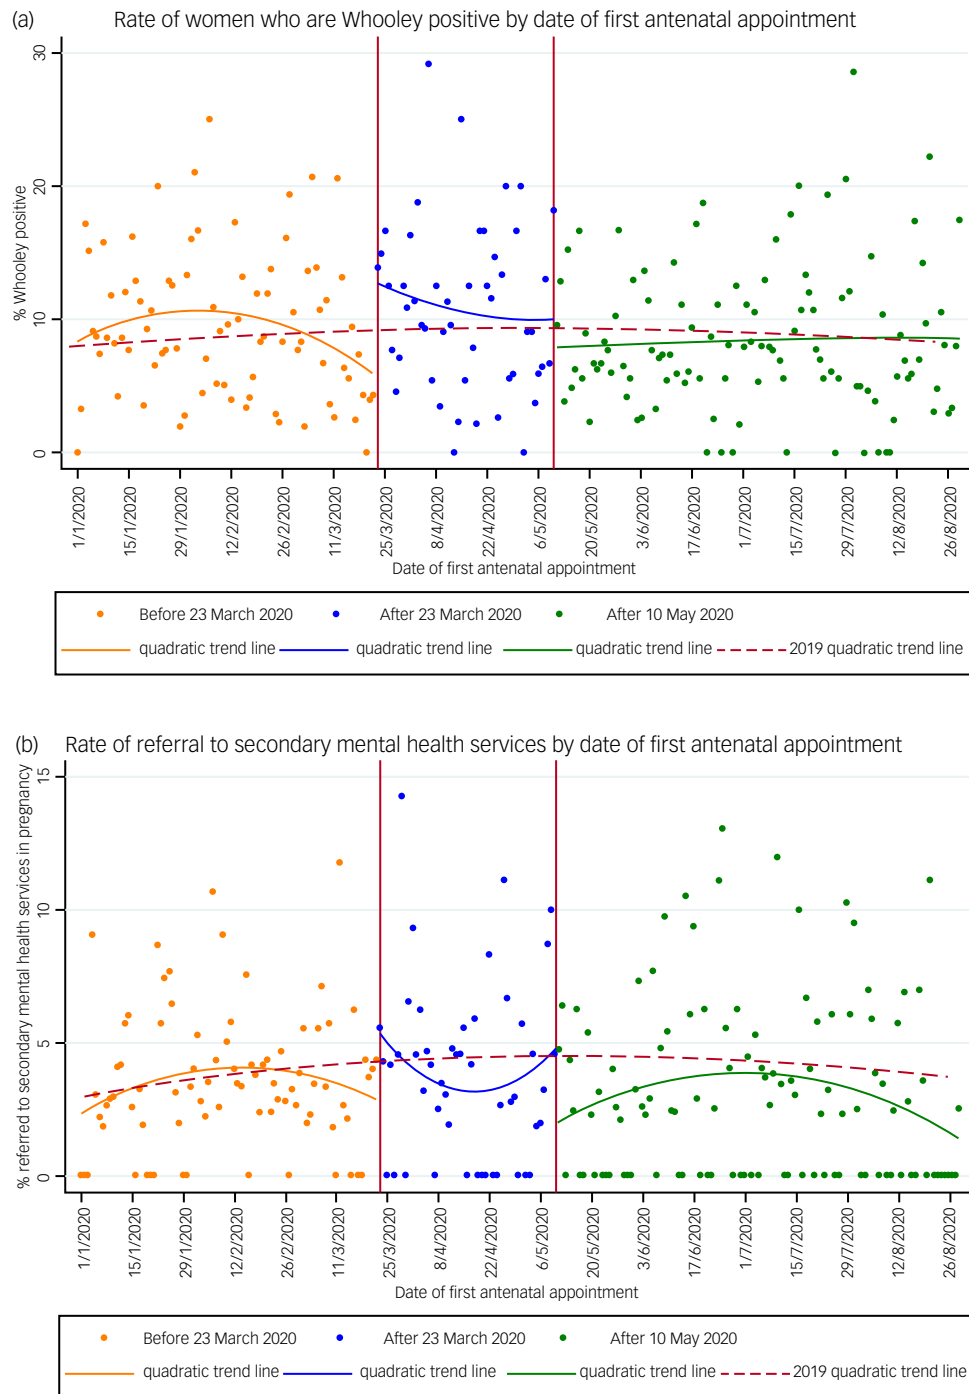 (a) Rate of women who are Whooley positive by date of first antenatal appointment
% Whooley positive
30
20
10
0
1/1/2020 15/1/2020 29/1/2020 12/2/2020 26/2/2020 11/3/2020 25/3/2020 8/4/2020 22/4/2020 6/5/2020 20/5/2020 3/6/2020 17/6/2020 1/7/2020 15/7/2020 29/7/2020 12/8/2020 26/8/2020
Date of first antenatal appointment
Before 23 March 2020 After 23 March 2020 After 10 May 2020
quadratic trend line quadratic trend line quadratic trend line 2019 quadratic trend line
(b) Rate of referral to secondary mental health services by date of first antenatal appointment
% referred to secondary mental health services in pregnancy
15
10
5
0
1/1/2020 15/1/2020 29/1/2020 12/2/2020 26/2/2020 11/3/2020 25/3/2020 8/4/2020 22/4/2020 6/5/2020 20/5/2020 3/6/2020 17/6/2020 1/7/2020 15/7/2020 29/7/2020 12/8/2020 26/8/2020
Date of first antenatal appointment
Before 23 March 2020 After 23 March 2020 After 10 May 2020
quadratic trend line quadratic trend line quadratic trend line 2019 quadratic trend line